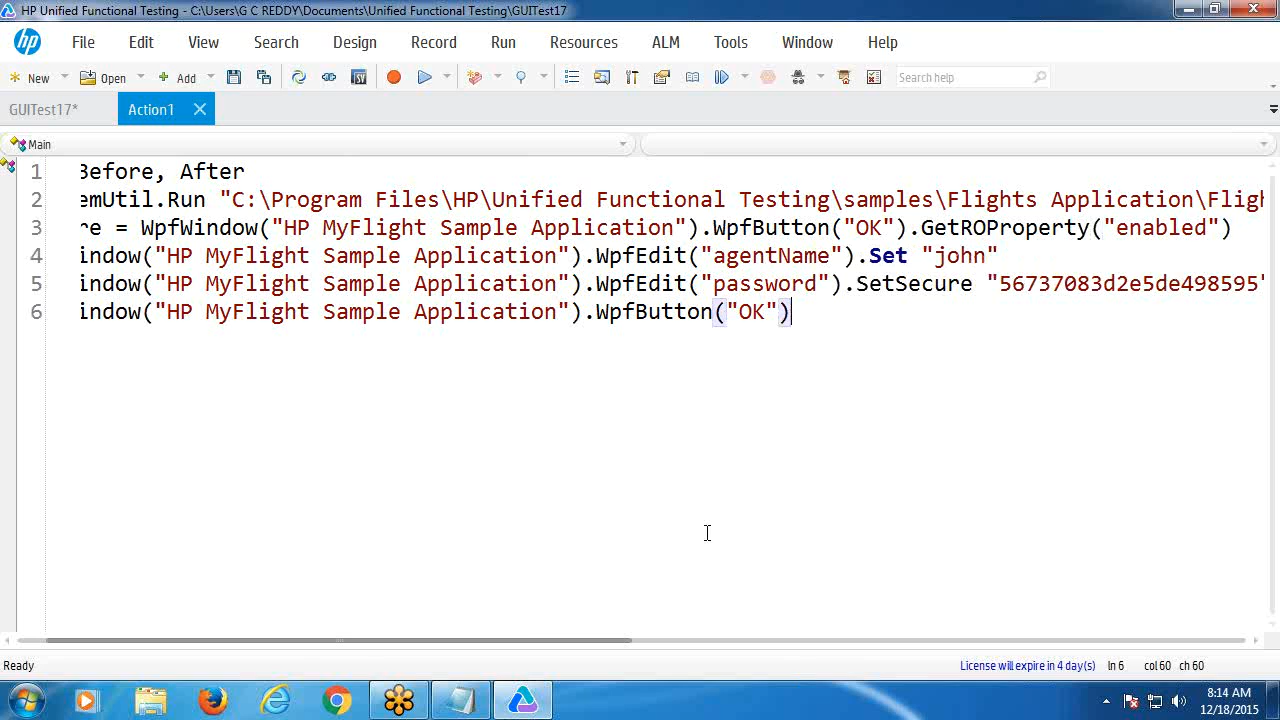 HP Unified Functional Testing - C:\Users\G C REDDY\Documents\Unified Functional Testing\GUITest17
hp File Edit View Search Design Record Run Resources ALM Tools Window Help
New Open Add Search help
GUITest17* Action1
Main
1 Before, After
2 emUtil.Run "C:\Program Files\HP\Unified Functional Testing\samples\Flights Application\Fligh
3 re = WpfWindow("HP MyFlight Sample Application").WpfButton("OK").GetROProperty("enabled")
4 indow("HP MyFlight Sample Application").WpfEdit("agentName").Set "john"
5 indow("HP MyFlight Sample Application").WpfEdit("password").SetSecure "56737083d2e5de498595"
6 indow("HP MyFlight Sample Application").WpfButton("OK")
Ready License will expire in 4 day(s) ln 6 col 60 ch 60
8:14 AM
12/18/2015